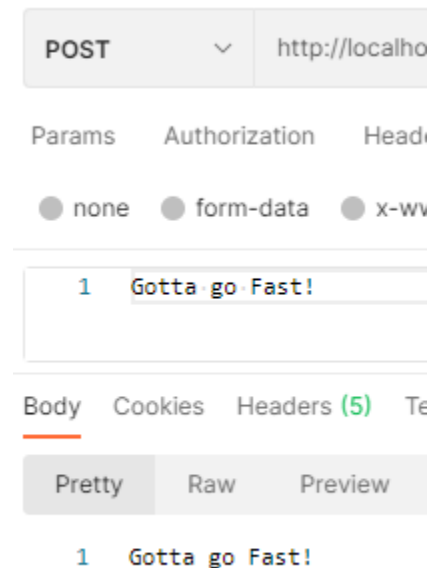 POST http://localho
Params Authorization Heade
none form-data x-ww
1 Gotta go Fast!
Body Cookies Headers (5) Te
Pretty Raw Preview
1 Gotta go Fast!